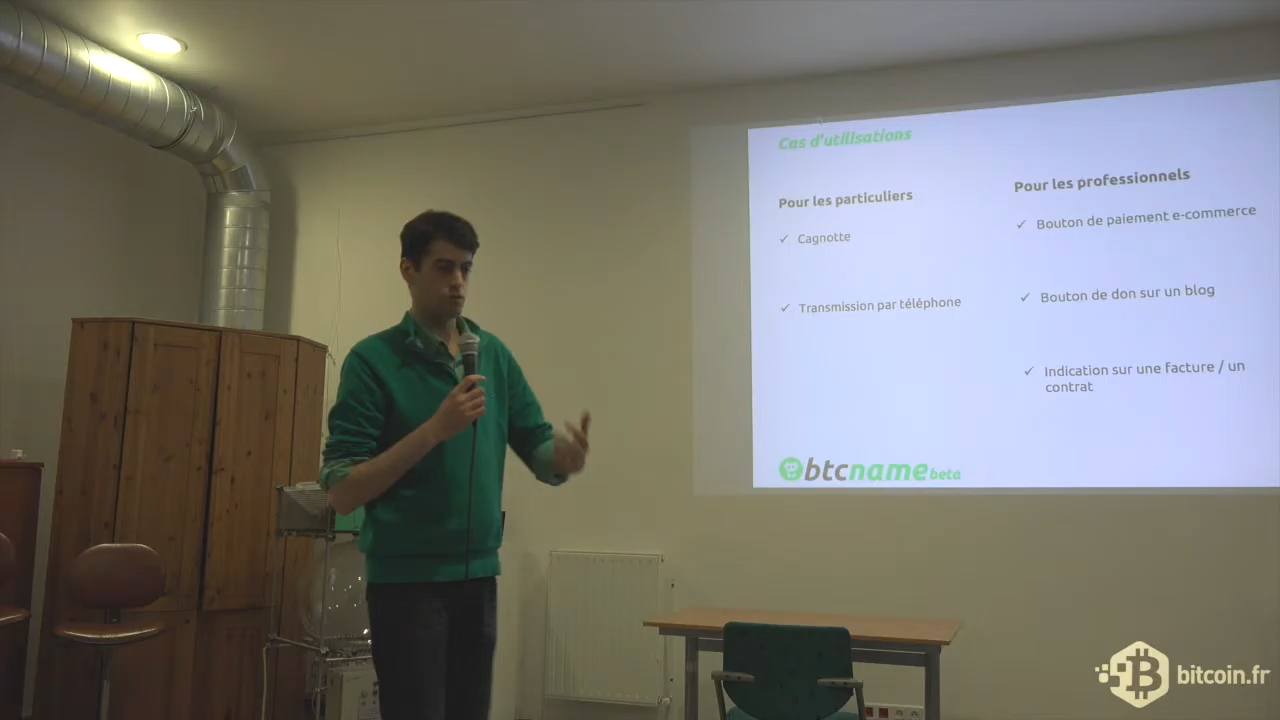 Cas d'utilisations
Pour les particuliers
✓ Cagnotte
✓ Transmission par téléphone
Pour les professionnels
✓ Bouton de paiement e-commerce
✓ Bouton de don sur un blog
✓ Indication sur une facture / un
contrat
btcname beta
bitcoin.fr